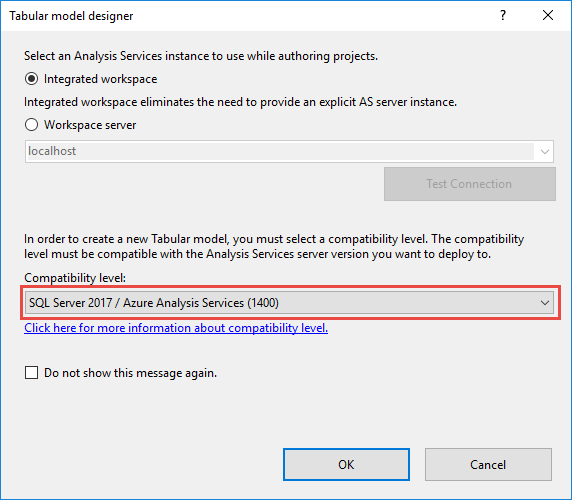 Tabular model designer
Select an Analysis Services instance to use while authoring projects.
Integrated workspace
Integrated workspace eliminates the need to provide an explicit AS server instance.
Workspace server
localhost
Test Connection
In order to create a new Tabular model, you must select a compatibility level. The compatibility
level must be compatible with the Analysis Services server version you want to deploy to.
Compatibility level:
SQL Server 2017 / Azure Analysis Services (1400)
Click here for more information about compatibility level.
Do not show this message again.
OK
Cancel